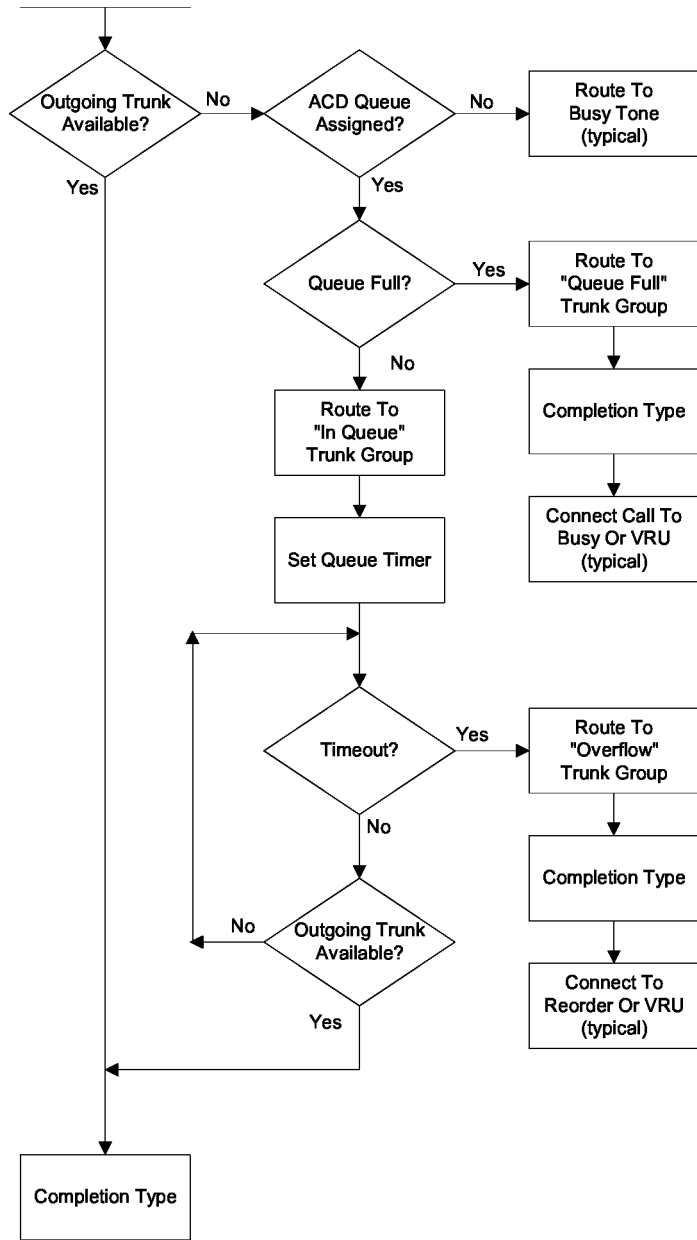 Outgoing Trunk
Available?
No
ACD Queue
Assigned?
No
Route To
Busy Tone
(typical)
Yes
Yes
Queue Full?
Yes
Route To
"Queue Full"
Trunk Group
No
Route To
"In Queue"
Trunk Group
Completion Type
Set Queue Timer
Connect Call To
Busy Or VRU
(typical)
Timeout?
Yes
Route To
"Overflow"
Trunk Group
No
Completion Type
No
Outgoing Trunk
Available?
Connect To
Reorder Or VRU
(typical)
Yes
Completion Type